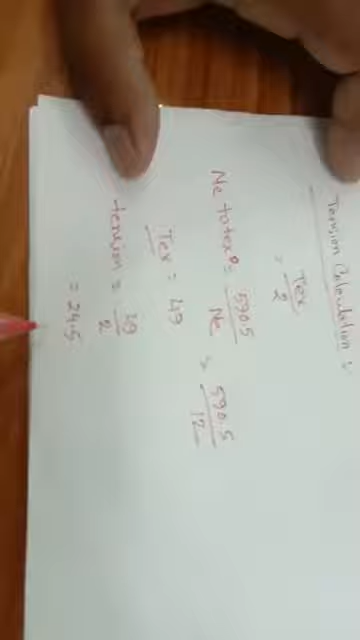 Tension Calculation :
= Tex/2
Ne to tex = 590.5/Ne = 590.5/12
Tex = 49
tension = 49/2
= 24.5